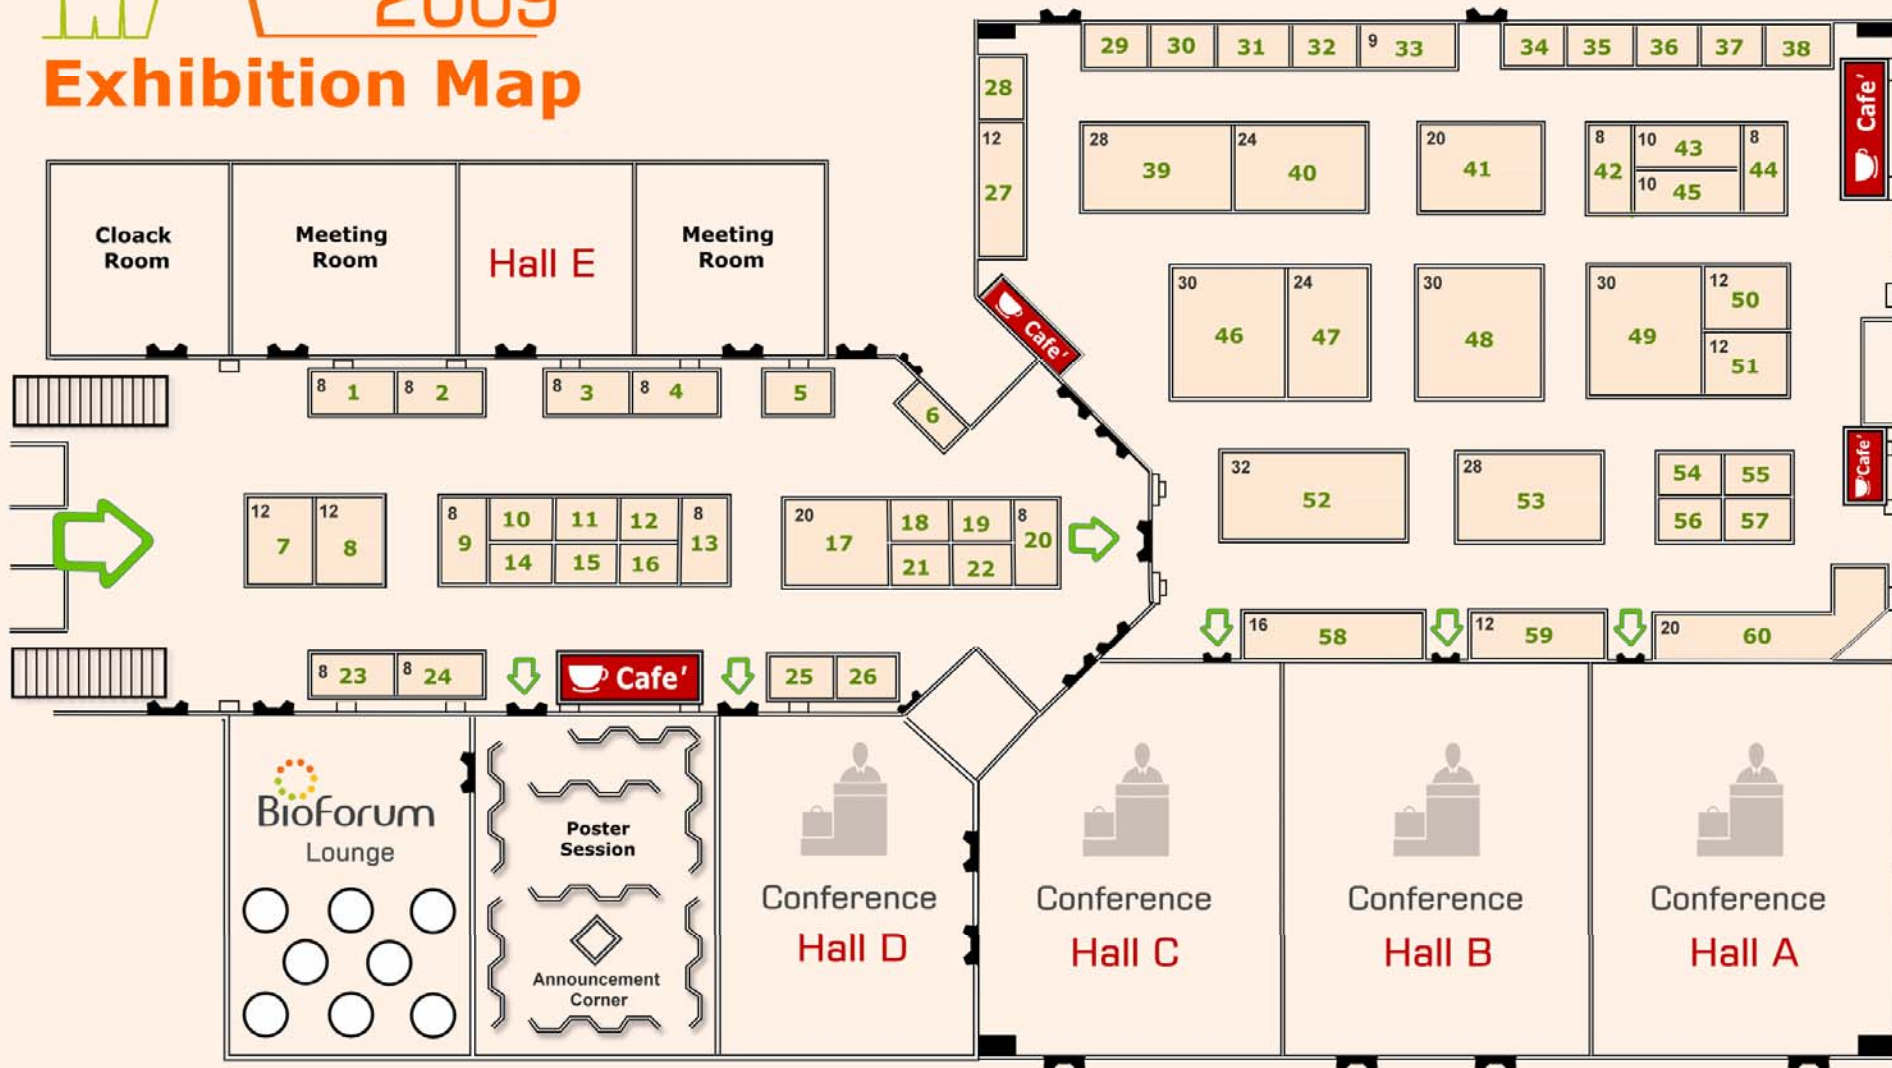 2009
Exhibition Map
29 30 31 32 9 33 34 35 36 37 38
28
Cafe'
12
27
28 39 24 40 20 41 8 42 10 43 8 44
10 45
Cloack
Room
Meeting
Room
Hall E
Meeting
Room
Cafe'
30 46 24 47 30 48 30 49 12 50
12 51
8 1 8 2 8 3 8 4 5 6
32 52 28 53 54 55
56 57
Cafe'
12 7 12 8 8 9 10 11 12 8 13
14 15 16
20 17 18 19 8 20
21 22
16 58 12 59 20 60
8 23 8 24 Cafe' 25 26
BioForum
Lounge
Poster
Session
Announcement
Corner
Conference
Hall D
Conference
Hall C
Conference
Hall B
Conference
Hall A